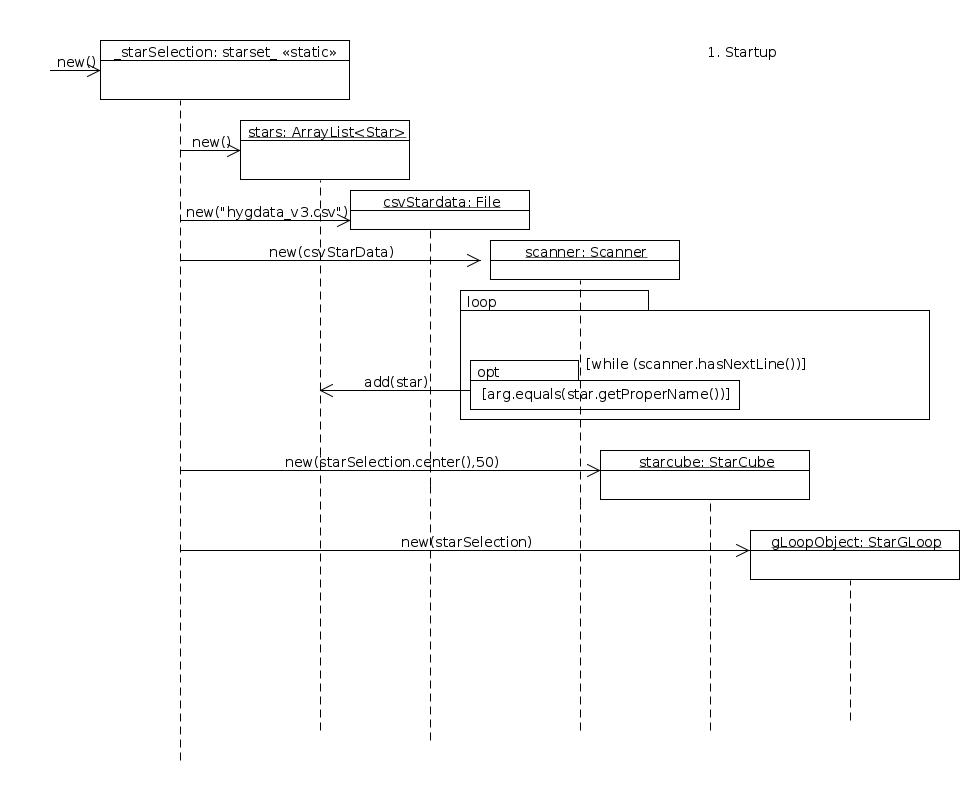 _starSelection: starset_ «static»
1. Startup
new()
stars: ArrayList<Star>
new()
csvStardata: File
new("hygdata_v3.csv")
new(csvStarData)
scanner: Scanner
loop
[while (scanner.hasNextLine())]
opt
add(star)
[arg.equals(star.getProperName())]
new(starSelection.center(),50)
starcube: StarCube
new(starSelection)
gLoopObject: StarGLoop